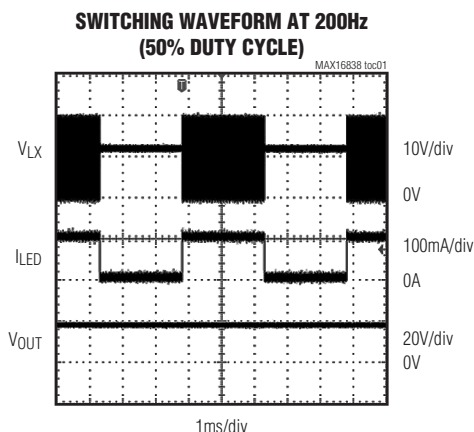 SWITCHING WAVEFORM AT 200Hz
(50% DUTY CYCLE)
MAX16838 toc01
T
VLX
10V/div
0V
ILED
100mA/div
0A
VOUT
20V/div
0V
1ms/div